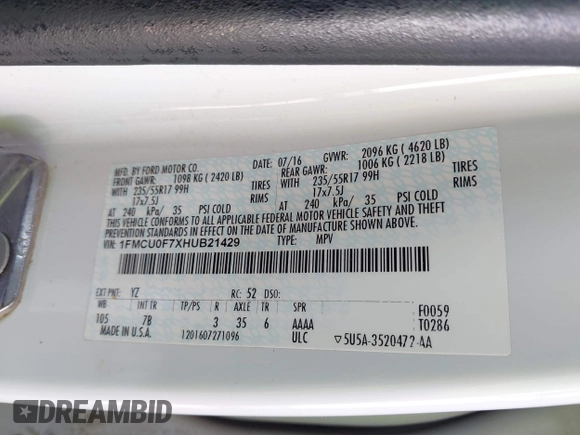 MFD. BY FORD MOTOR CO.
DATE: 07/16 GVWR: 2096 KG ( 4620 LB)
FRONT GAWR: 1098 KG ( 2420 LB) REAR GAWR: 1006 KG ( 2218 LB)
WITH 235/55R17 99H TIRES WITH 235/55R17 99H TIRES
17x7.5J RIMS 17x7.5J RIMS
AT 240 kPa/ 35 PSI COLD AT 240 kPa/ 35 PSI COLD
THIS VEHICLE CONFORMS TO ALL APPLICABLE FEDERAL MOTOR VEHICLE SAFETY AND THEFT
PREVENTION STANDARDS IN EFFECT ON THE DATE OF MANUFACTURE SHOWN ABOVE.
VIN: 1FMCU0F7XHUB21429 TYPE: MPV
EXT PNT: YZ RC: 52 DSO:
WB INT TR TP/PS R AXLE TR SPR F0059
105 7B 3 35 6 AAAA T0286
MADE IN U.S.A. 1201607271096 ULC ▽5U5A-3520472-AA
DREAMBID